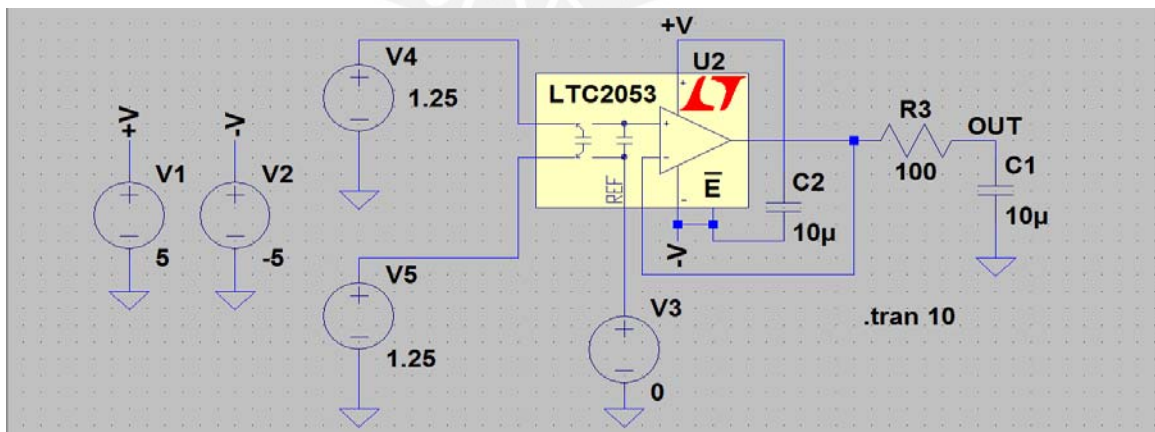 +V
V1
5
-V
V2
-5
V4
1.25
V5
1.25
LTC2053
U2
+V
REF
E
-V
C2
10µ
V3
0
R3
100
OUT
C1
10µ
.tran 10